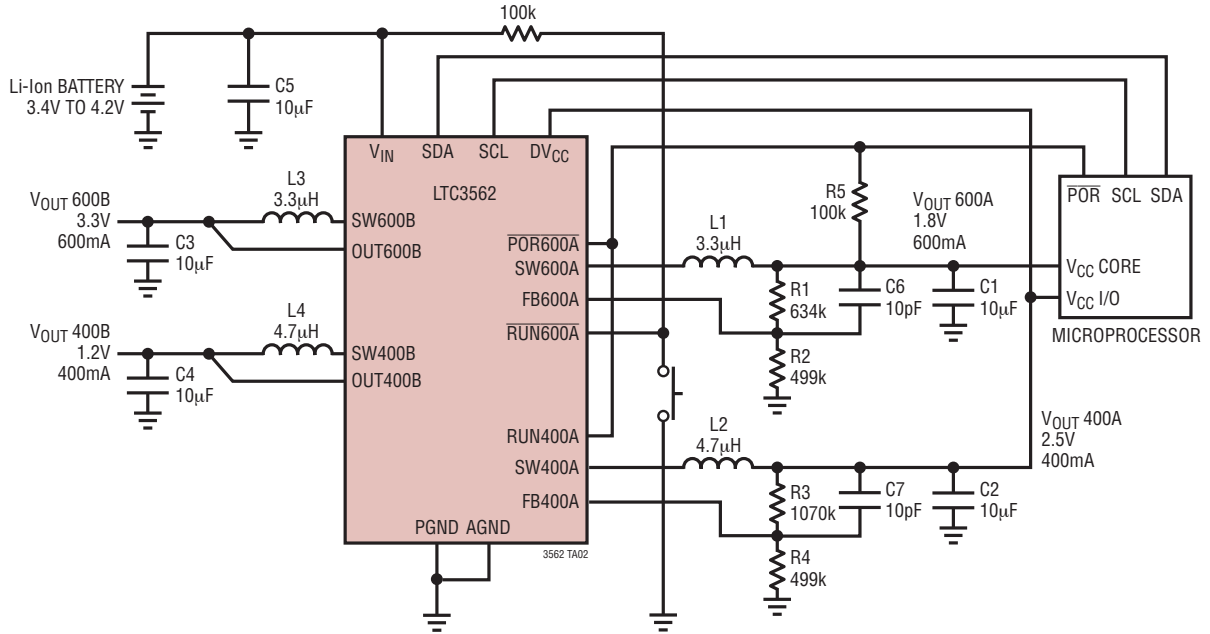 100k
Li-Ion BATTERY
3.4V TO 4.2V
C5
10µF
VIN SDA SCL DVCC
LTC3562
VOUT 600B
3.3V
600mA
C3
10µF
L3
3.3µH
SW600B
OUT600B
VOUT 400B
1.2V
400mA
C4
10µF
L4
4.7µH
SW400B
OUT400B
POR600A
SW600A
FB600A
RUN600A
RUN400A
SW400A
FB400A
PGND AGND
3562 TA02
L1
3.3µH
R5
100k
VOUT 600A
1.8V
600mA
R1
634k
C6
10pF
C1
10µF
R2
499k
POR SCL SDA
VCC CORE
VCC I/O
MICROPROCESSOR
L2
4.7µH
VOUT 400A
2.5V
400mA
R3
1070k
C7
10pF
C2
10µF
R4
499k